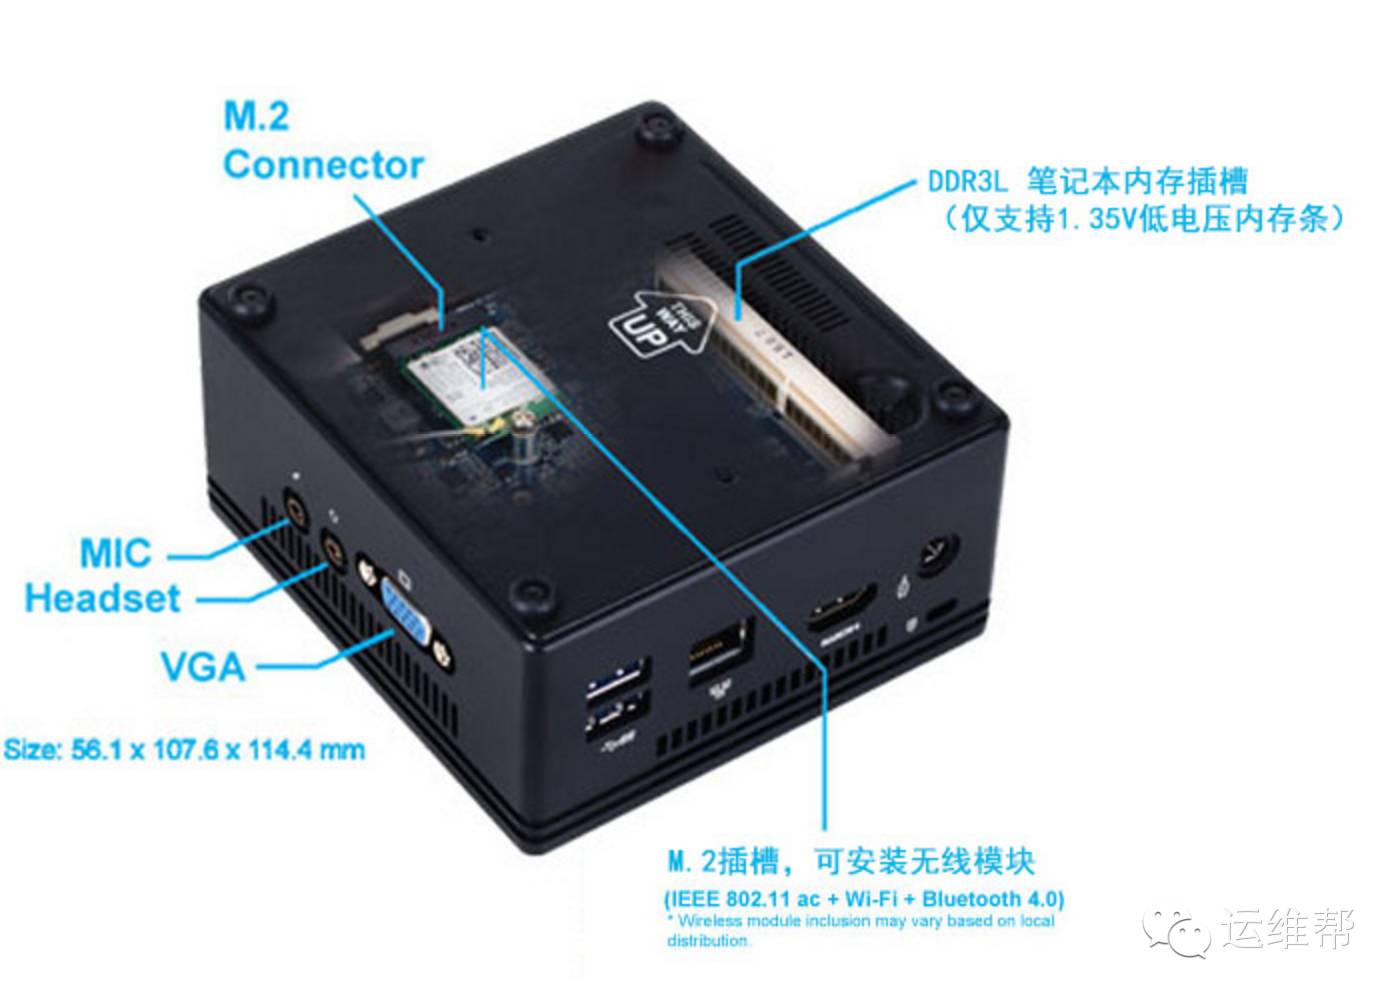 M.2
Connector
DDR3L 笔记本内存插槽
（仅支持1.35V低电压内存条）
THIS
WAY
UP
1807
MIC
Headset
VGA
Size: 56.1 x 107.6 x 114.4 mm
M.2插槽，可安装无线模块
(IEEE 802.11 ac + Wi-Fi + Bluetooth 4.0)
* Wireless module inclusion may vary based on local
distribution.
运维帮